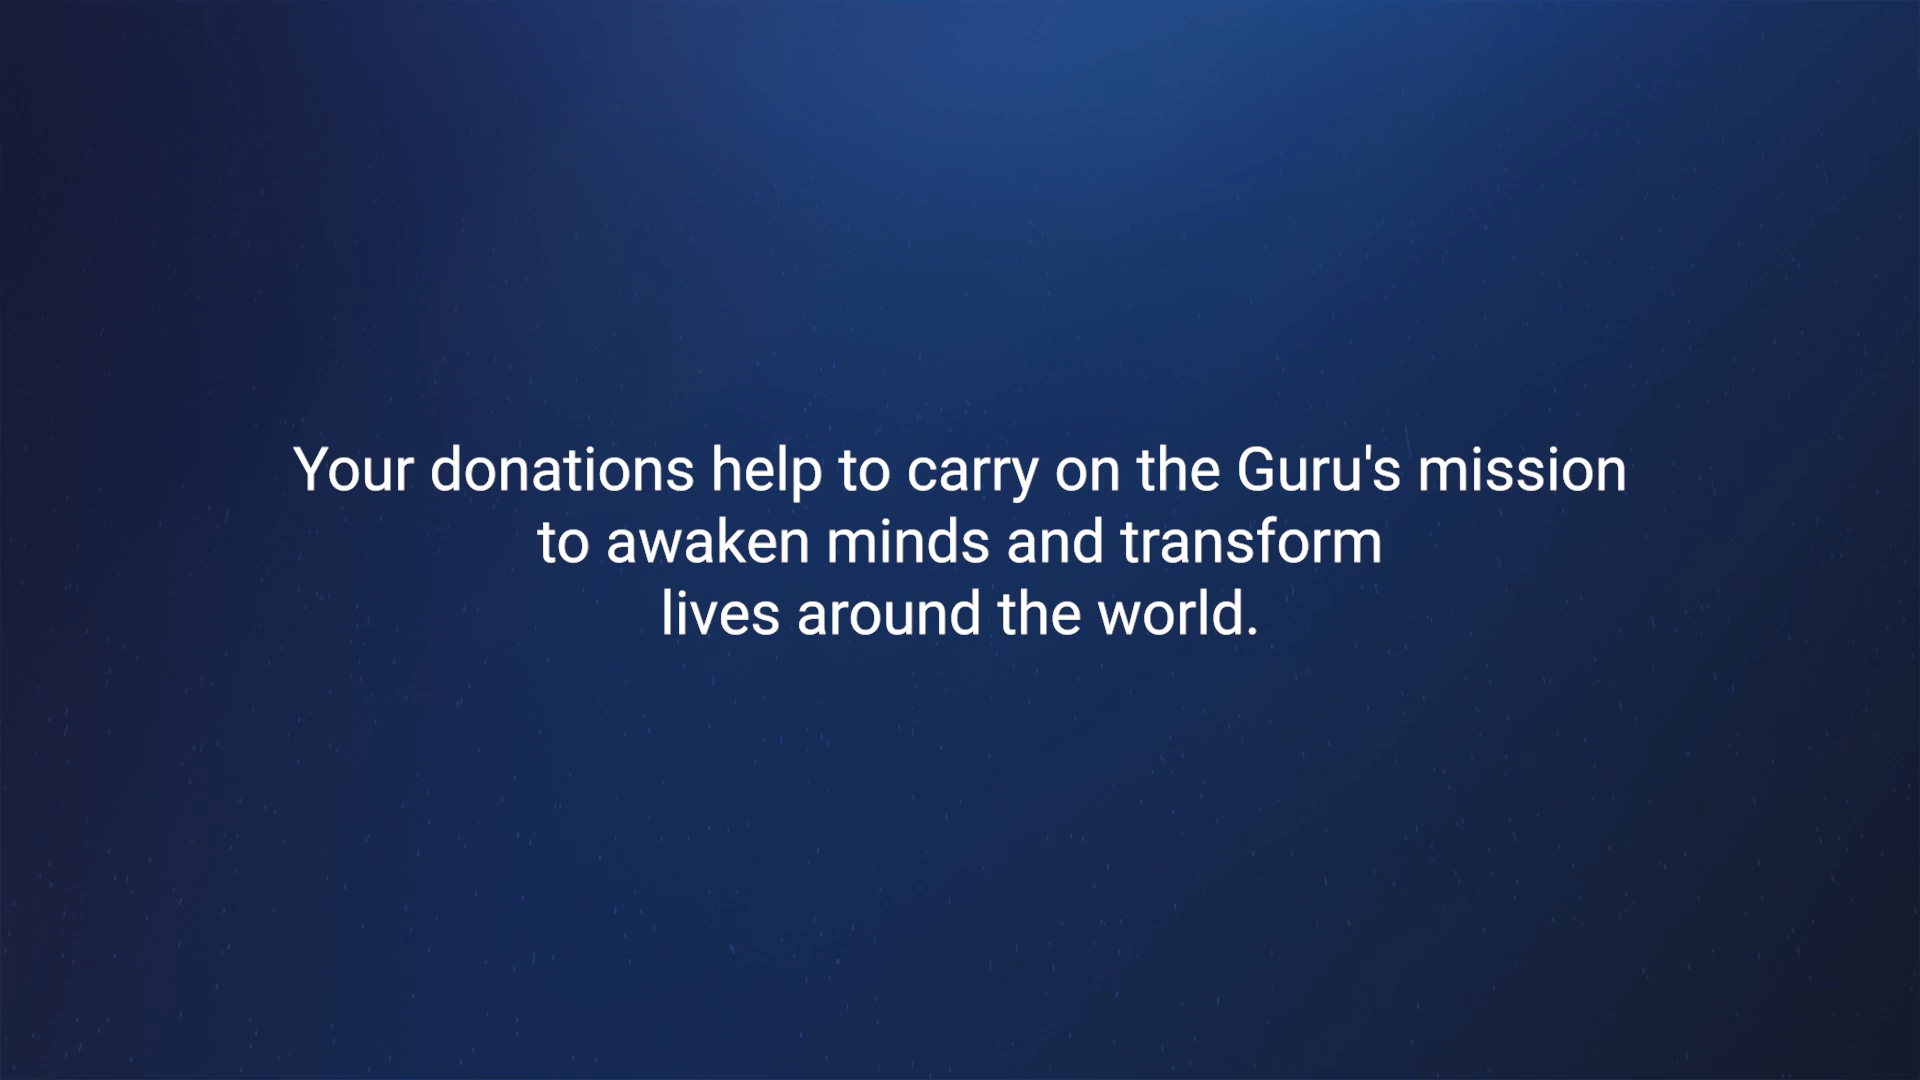 Your donations help to carry on the Guru's mission
to awaken minds and transform
lives around the world.